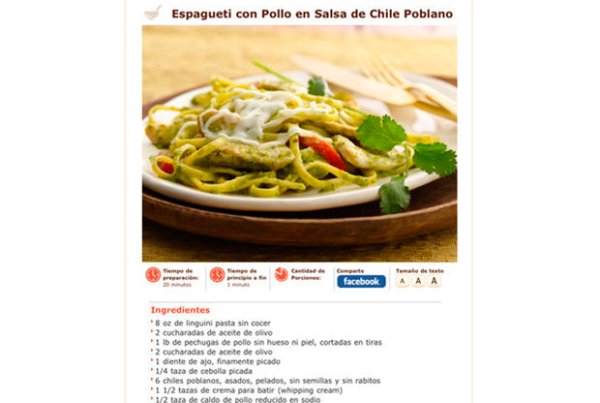 Espagueti con Pollo en Salsa de Chile Poblano
Tiempo de preparación:
20 minutos
Tiempo de principio a fin
1 minuto
Cantidad de Porciones:
Comparte
facebook
Tamaño de texto
A A A
Ingredientes
8 oz de linguini pasta sin cocer
2 cucharadas de aceite de olivo
1 lb de pechugas de pollo sin hueso ni piel, cortadas en tiras
2 cucharadas de aceite de olivo
1 diente de ajo, finamente picado
1/4 taza de cebolla picada
6 chiles poblanos, asados, pelados, sin semillas y sin rabitos
1 1/2 tazas de crema para batir (whipping cream)
1/2 taza de caldo de pollo reducido en sodio